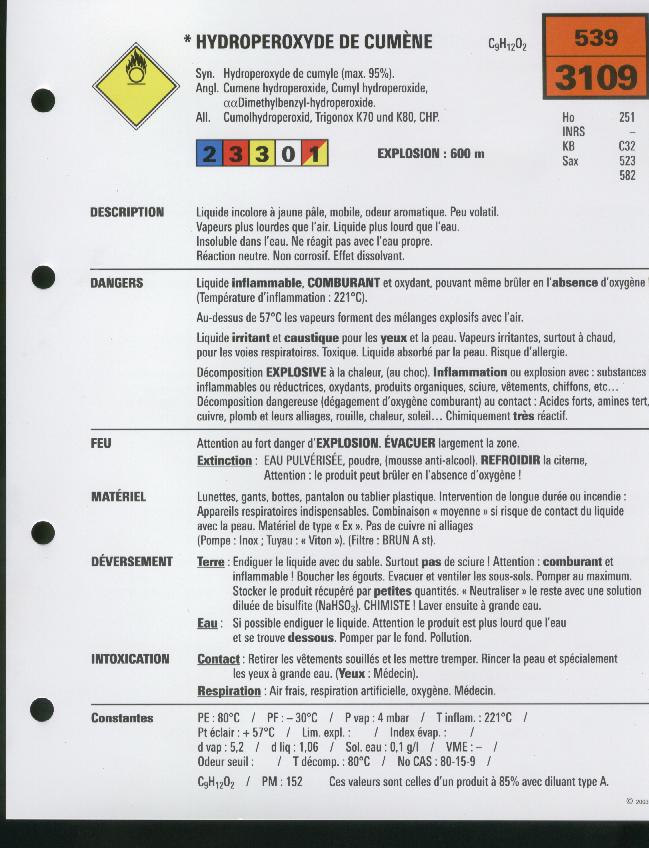 * HYDROPEROXYDE DE CUMÈNE
C9H12O2
539
3109
Syn. Hydroperoxyde de cumyle (max. 95%).
Angl. Cumene hydroperoxide, Cumyl hydroperoxide,
ααDimethylbenzyl-hydroperoxide.
All. Cumolhydroperoxid, Trigonox K70 und K80, CHP.
Ho 251
INRS –
KB C32
Sax 523
582
2 3 3 0 1
EXPLOSION : 600 m
DESCRIPTION
Liquide incolore à jaune pâle, mobile, odeur aromatique. Peu volatil.
Vapeurs plus lourdes que l'air. Liquide plus lourd que l'eau.
Insoluble dans l'eau. Ne réagit pas avec l'eau propre.
Réaction neutre. Non corrosif. Effet dissolvant.
DANGERS
Liquide inflammable, COMBURANT et oxydant, pouvant même brûler en l'absence d'oxygène !
(Température d'inflammation : 221°C).
Au-dessus de 57°C les vapeurs forment des mélanges explosifs avec l'air.
Liquide irritant et caustique pour les yeux et la peau. Vapeurs irritantes, surtout à chaud,
pour les voies respiratoires. Toxique. Liquide absorbé par la peau. Risque d'allergie.
Décomposition EXPLOSIVE à la chaleur, (au choc). Inflammation ou explosion avec : substances
inflammables ou réductrices, oxydants, produits organiques, sciure, vêtements, chiffons, etc...
Décomposition dangereuse (dégagement d'oxygène comburant) au contact : Acides forts, amines tert,
cuivre, plomb et leurs alliages, rouille, chaleur, soleil... Chimiquement très réactif.
FEU
Attention au fort danger d'EXPLOSION. ÉVACUER largement la zone.
Extinction : EAU PULVÉRISÉE, poudre, (mousse anti-alcool). REFROIDIR la citerne,
Attention : le produit peut brûler en l'absence d'oxygène !
MATÉRIEL
Lunettes, gants, bottes, pantalon ou tablier plastique. Intervention de longue durée ou incendie :
Appareils respiratoires indispensables. Combinaison « moyenne » si risque de contact du liquide
avec la peau. Matériel de type « Ex ». Pas de cuivre ni alliages
(Pompe : Inox ; Tuyau : « Viton »). (Filtre : BRUN A st).
DÉVERSEMENT
Terre : Endiguer le liquide avec du sable. Surtout pas de sciure ! Attention : comburant et
inflammable ! Boucher les égouts. Evacuer et ventiler les sous-sols. Pomper au maximum.
Stocker le produit récupéré par petites quantités. « Neutraliser » le reste avec une solution
diluée de bisulfite (NaHSO3). CHIMISTE ! Laver ensuite à grande eau.
Eau : Si possible endiguer le liquide. Attention le produit est plus lourd que l'eau
et se trouve dessous. Pomper par le fond. Pollution.
INTOXICATION
Contact : Retirer les vêtements souillés et les mettre tremper. Rincer la peau et spécialement
les yeux à grande eau. (Yeux : Médecin).
Respiration : Air frais, respiration artificielle, oxygène. Médecin.
Constantes
PE : 80°C / PF : – 30°C / P vap : 4 mbar / T inflam. : 221°C /
Pt éclair : + 57°C / Lim. expl. : / Index évap. : /
d vap : 5,2 / d liq : 1,06 / Sol. eau : 0,1 g/l / VME : – /
Odeur seuil : / T décomp. : 80°C / No CAS : 80-15-9 /
C9H12O2 / PM : 152 Ces valeurs sont celles d'un produit à 85% avec diluant type A.
© 2003